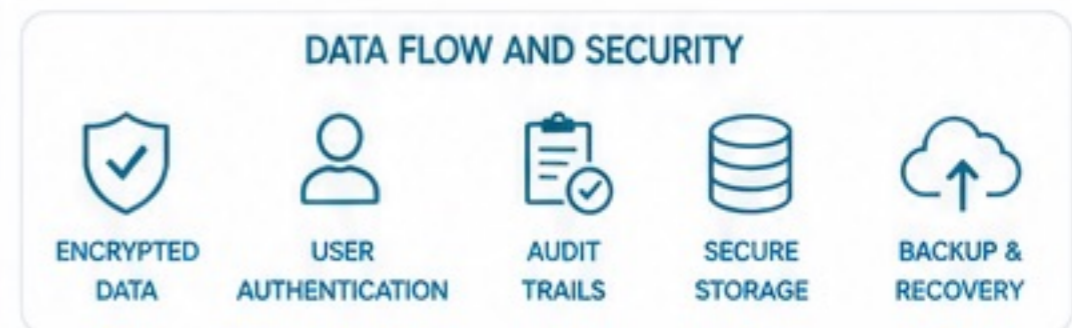 DATA FLOW AND SECURITY
ENCRYPTED
DATA
USER
AUTHENTICATION
AUDIT
TRAILS
SECURE
STORAGE
BACKUP &
RECOVERY